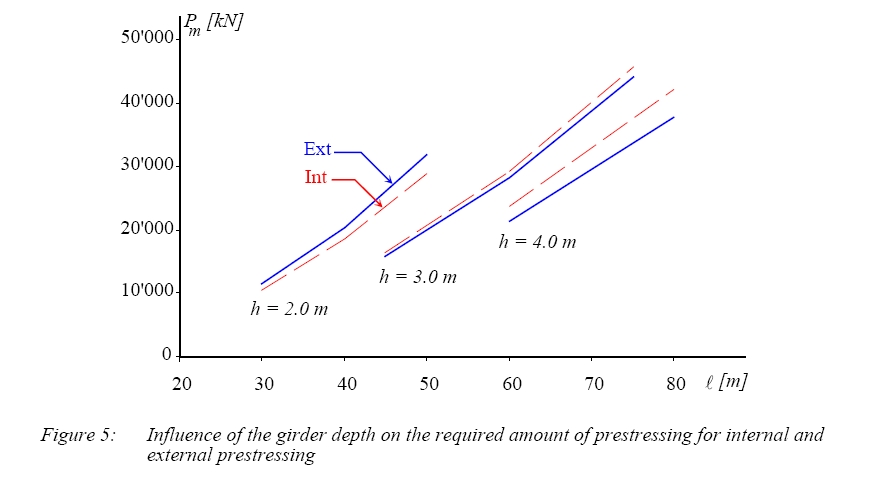 P_m [kN]
50'000
40'000
30'000
20'000
10'000
0
Ext
Int
h = 2.0 m
h = 3.0 m
h = 4.0 m
20 30 40 50 60 70 80 ℓ [m]
Figure 5: Influence of the girder depth on the required amount of prestressing for internal and
external prestressing